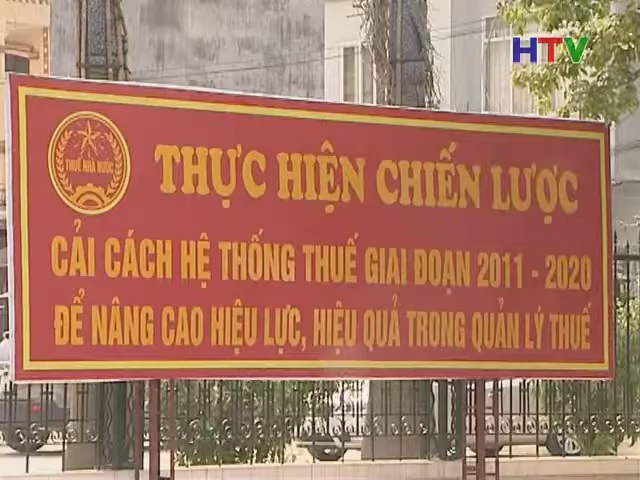 HTV
THUẾ NHÀ NƯỚC
THỰC HIỆN CHIẾN LƯỢC
CẢI CÁCH HỆ THỐNG THUẾ GIAI ĐOẠN 2011 - 2020
ĐỂ NÂNG CAO HIỆU LỰC, HIỆU QUẢ TRONG QUẢN LÝ THUẾ